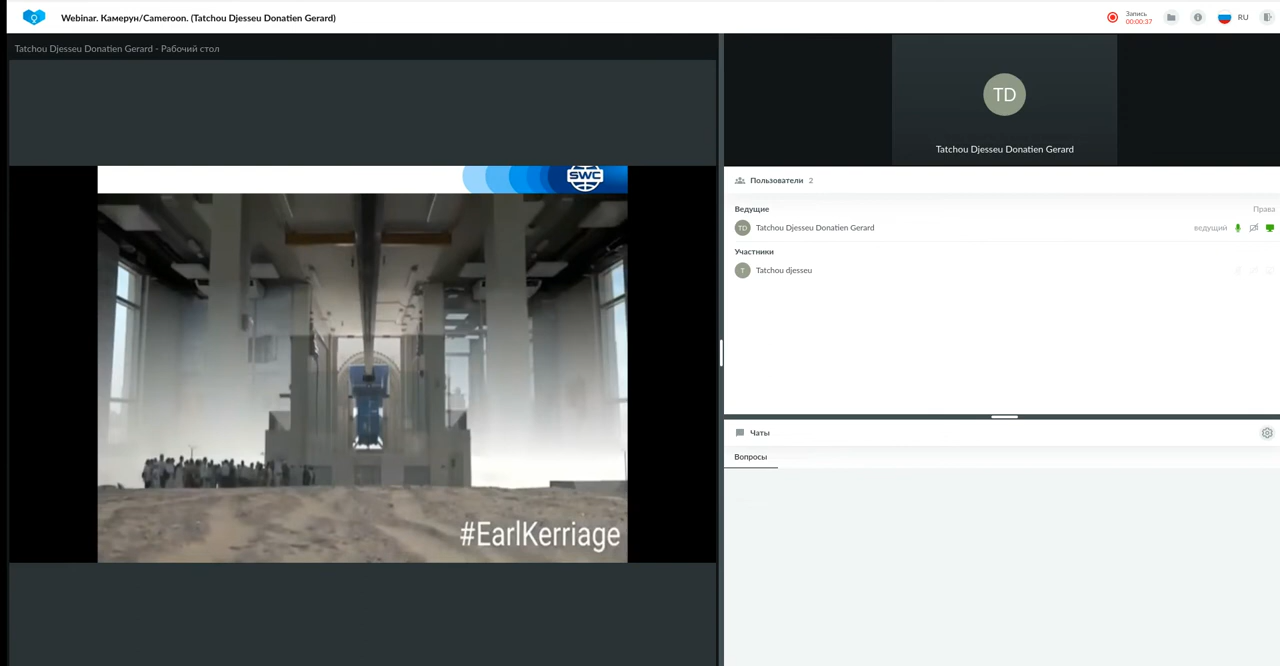 Webinar. Камерун/Cameroon. (Tatchou Djesseu Donatien Gerard)
Запись
00:00:37
RU
Tatchou Djesseu Donatien Gerard - Рабочий стол
SWC
#EarlKerriage
TD
Tatchou Djesseu Donatien Gerard
Пользователи 2
Ведущие Права
TD Tatchou Djesseu Donatien Gerard ведущий
Участники
T Tatchou djesseu
Чаты
Вопросы